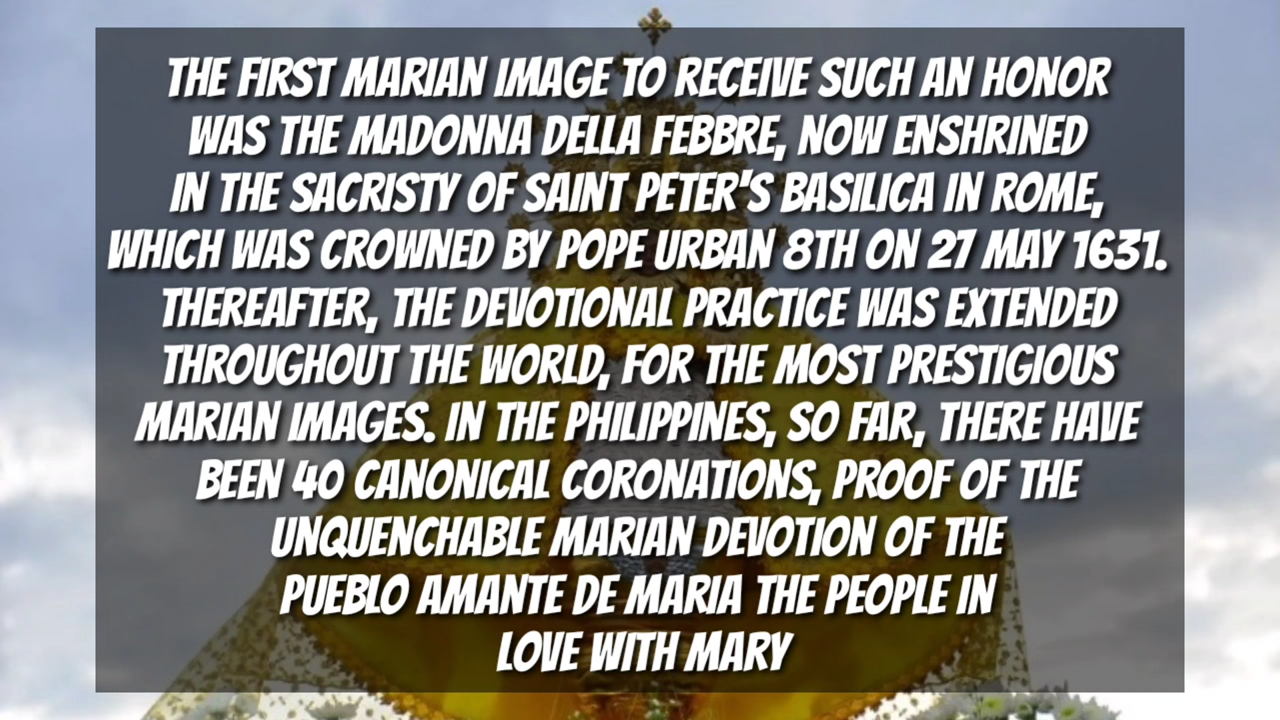 THE FIRST MARIAN IMAGE TO RECEIVE SUCH AN HONOR
WAS THE MADONNA DELLA FEBBRE, NOW ENSHRINED
IN THE SACRISTY OF SAINT PETER'S BASILICA IN ROME,
WHICH WAS CROWNED BY POPE URBAN 8TH ON 27 MAY 1631.
THEREAFTER, THE DEVOTIONAL PRACTICE WAS EXTENDED
THROUGHOUT THE WORLD, FOR THE MOST PRESTIGIOUS
MARIAN IMAGES. IN THE PHILIPPINES, SO FAR, THERE HAVE
BEEN 40 CANONICAL CORONATIONS, PROOF OF THE
UNQUENCHABLE MARIAN DEVOTION OF THE
PUEBLO AMANTE DE MARIA THE PEOPLE IN
LOVE WITH MARY